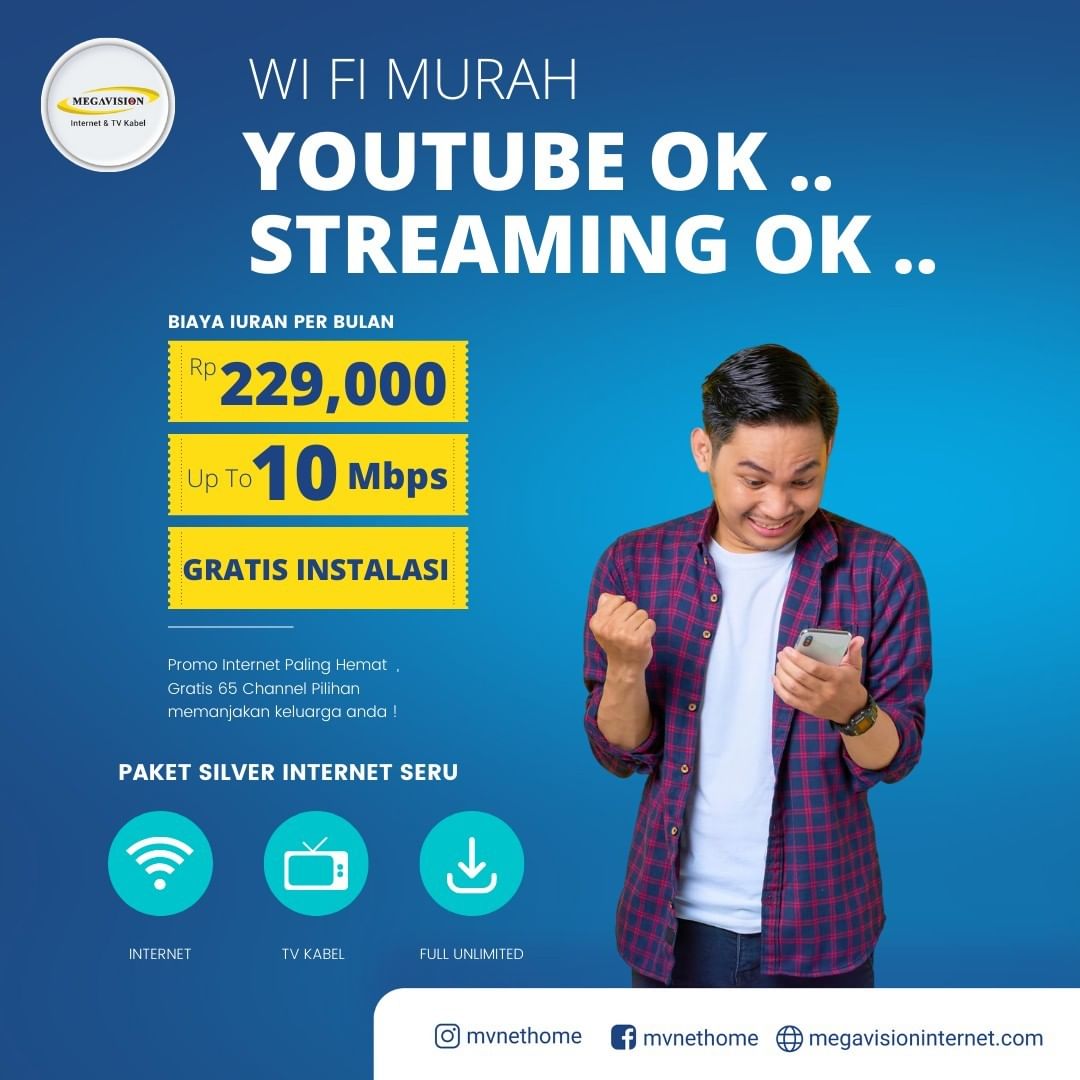 MEGAVISION
Internet & TV Kabel
WI FI MURAH
YOUTUBE OK ..
STREAMING OK ..
BIAYA IURAN PER BULAN
Rp 229,000
Up To 10 Mbps
GRATIS INSTALASI
Promo Internet Paling Hemat  ,
Gratis 65 Channel Pilihan
memanjakan keluarga anda !
PAKET SILVER INTERNET SERU
INTERNET
TV KABEL
FULL UNLIMITED
mvnethome
mvnethome
megavisioninternet.com